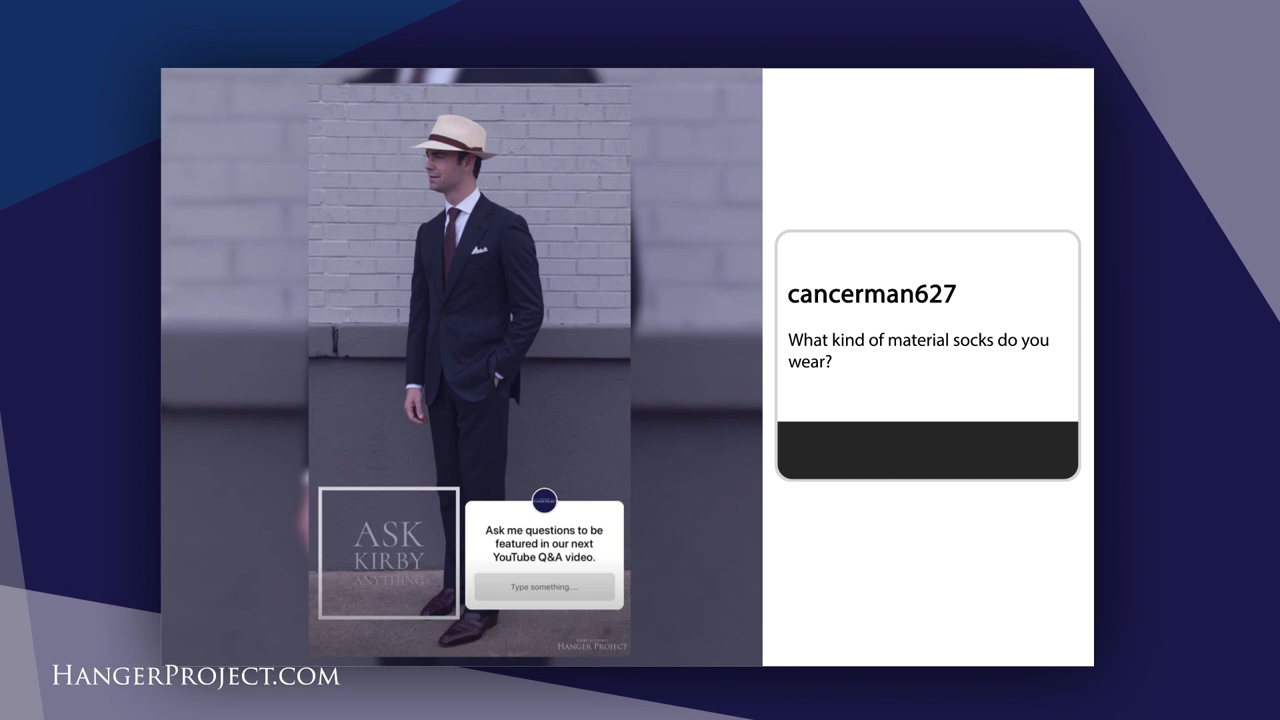 cancerman627
What kind of material socks do you
wear?
ASK
KIRBY
ANYTHING
Ask me questions to be
featured in our next
YouTube Q&A video.
Type something....
HANGER PROJECT
HANGERPROJECT.COM